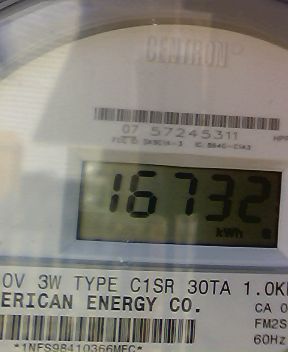 CENTRON
07 57245311
16732
kWh
0V 3W TYPE C1SR 30TA 1.0K
ERICAN ENERGY CO.
CA 0
FM2S
60Hz
*1NFS98410366MEC*